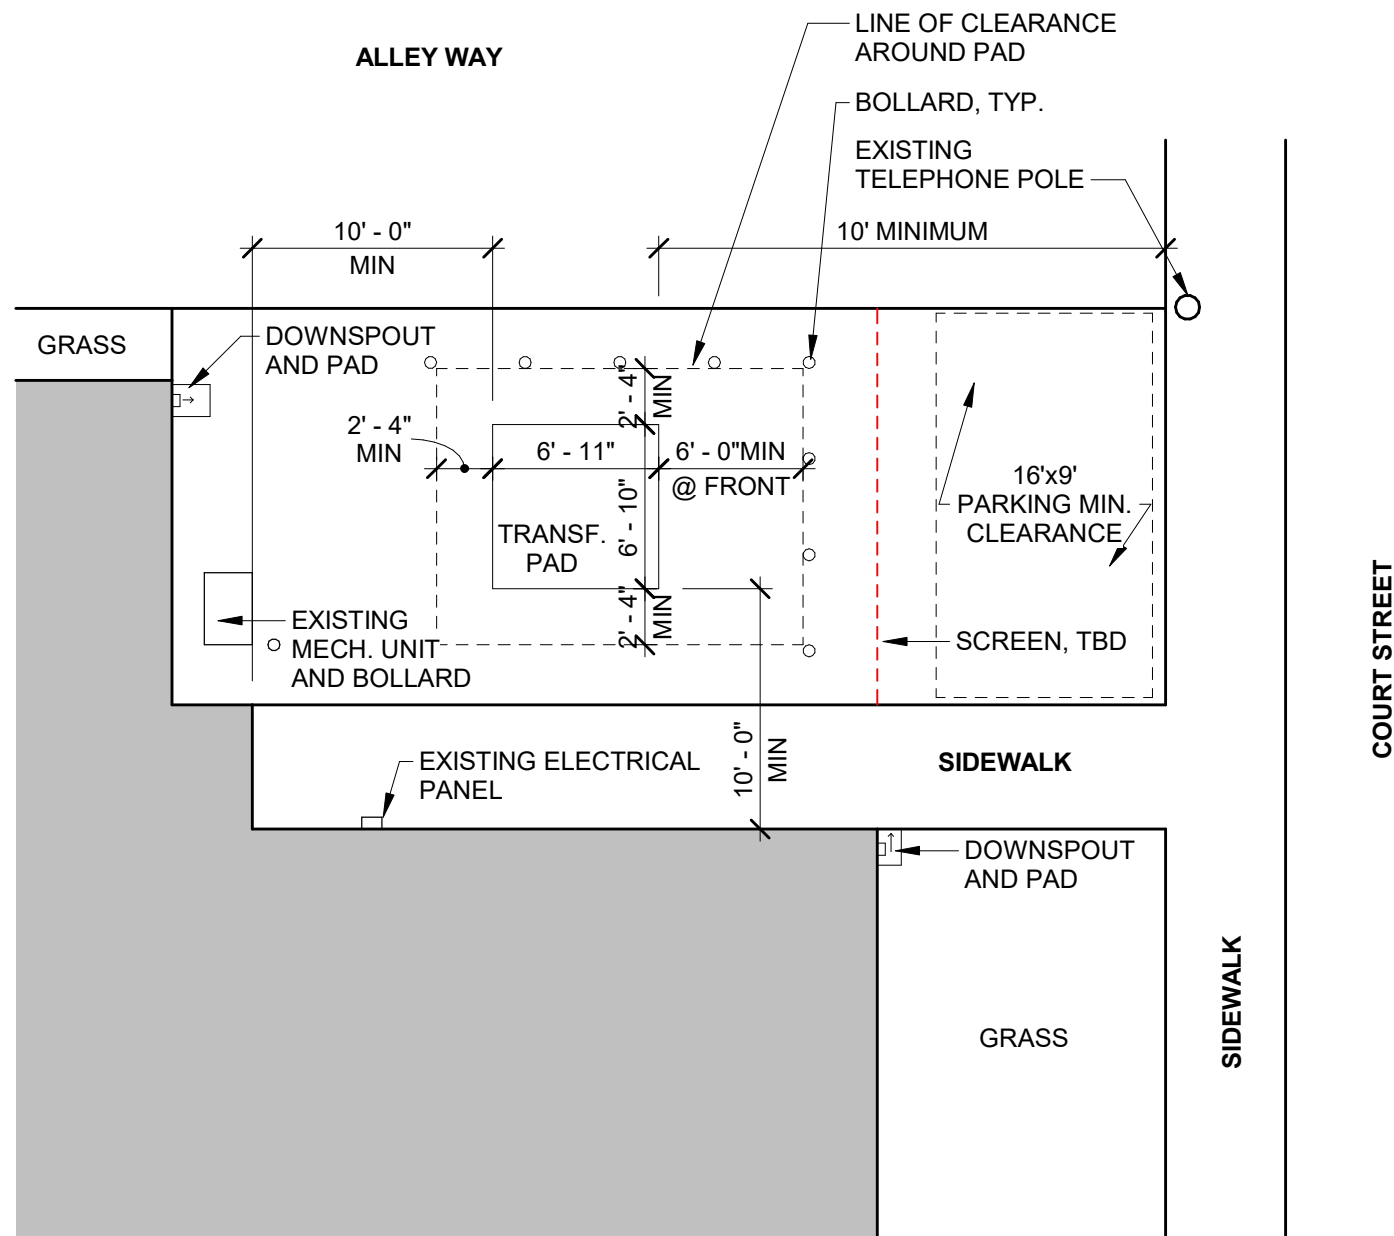 ALLEY WAY
LINE OF CLEARANCE
AROUND PAD
BOLLARD, TYP.
EXISTING
TELEPHONE POLE
10' - 0"
MIN
10' MINIMUM
GRASS
DOWNSPOUT
AND PAD
2' - 4"
MIN
2' - 4"
MIN
6' - 11"
6' - 0"MIN
@ FRONT
6' - 10"
TRANSF.
PAD
2' - 4"
MIN
16'x9'
PARKING MIN.
CLEARANCE
EXISTING
MECH. UNIT
AND BOLLARD
SCREEN, TBD
COURT STREET
EXISTING ELECTRICAL
PANEL
10' - 0"
MIN
SIDEWALK
DOWNSPOUT
AND PAD
SIDEWALK
GRASS